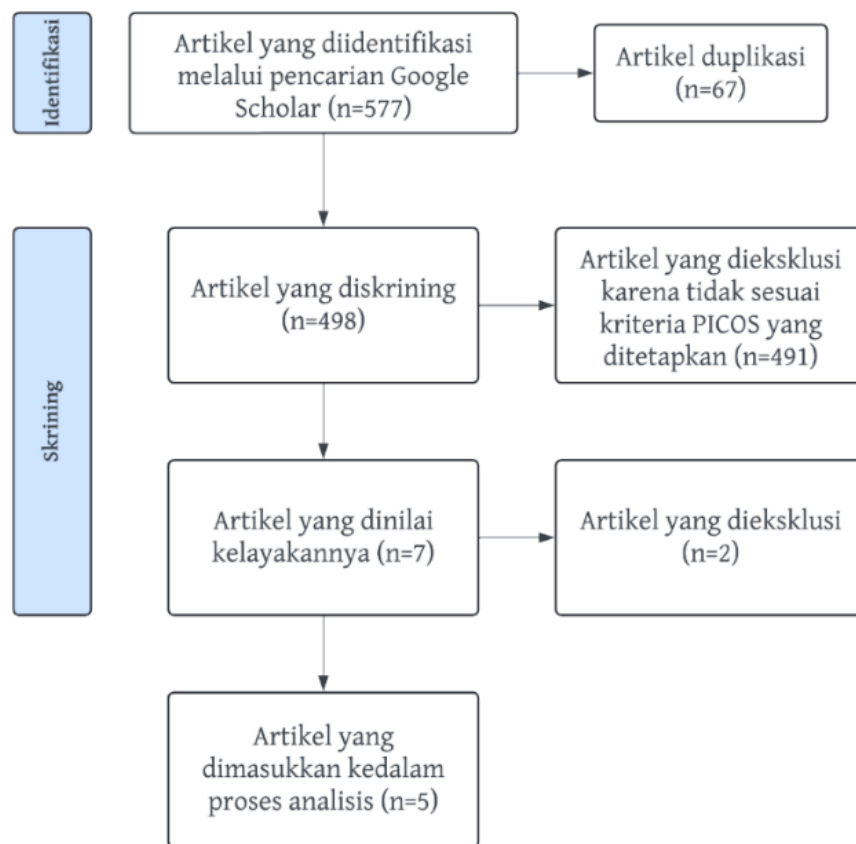 Identifikasi
Artikel yang diidentifikasi
melalui pencarian Google
Scholar (n=577)
Artikel duplikasi
(n=67)
Skrining
Artikel yang diskrining
(n=498)
Artikel yang dieksklusi
karena tidak sesuai
kriteria PICOS yang
ditetapkan (n=491)
Artikel yang dinilai
kelayakannya (n=7)
Artikel yang dieksklusi
(n=2)
Artikel yang
dimasukkan kedalam
proses analisis (n=5)